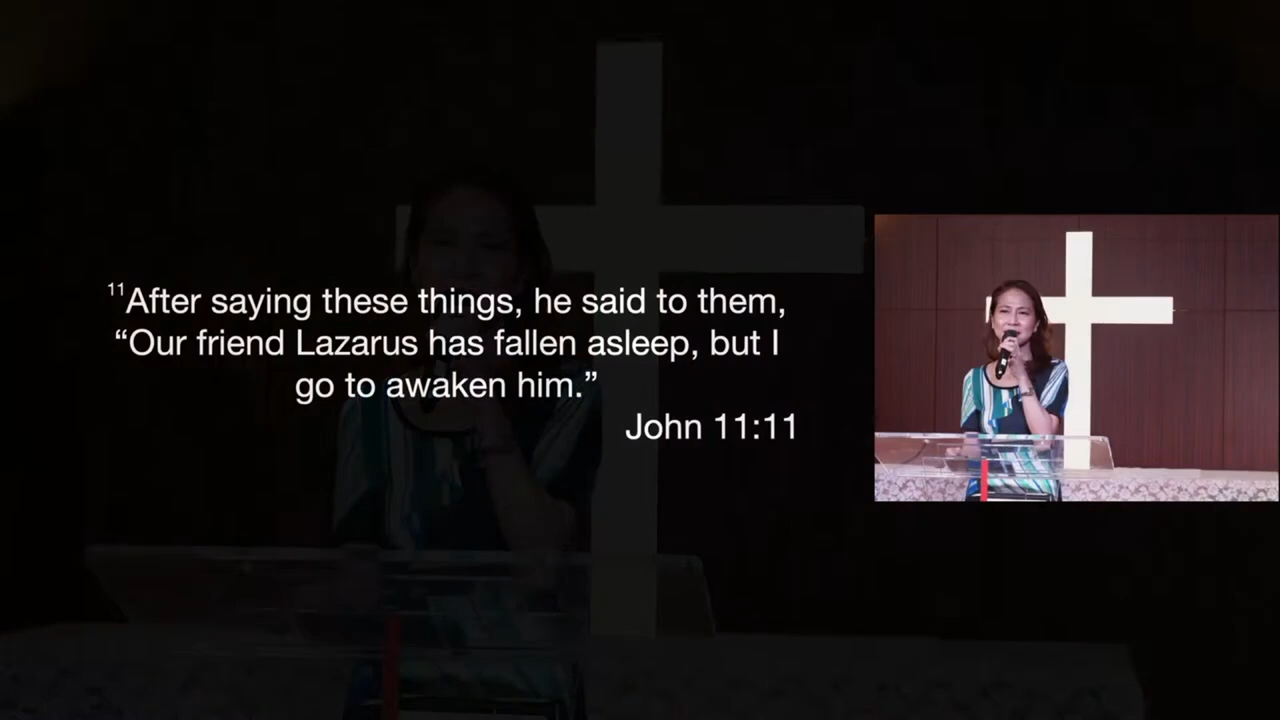 ¹¹After saying these things, he said to them,
“Our friend Lazarus has fallen asleep, but I
go to awaken him.”
John 11:11